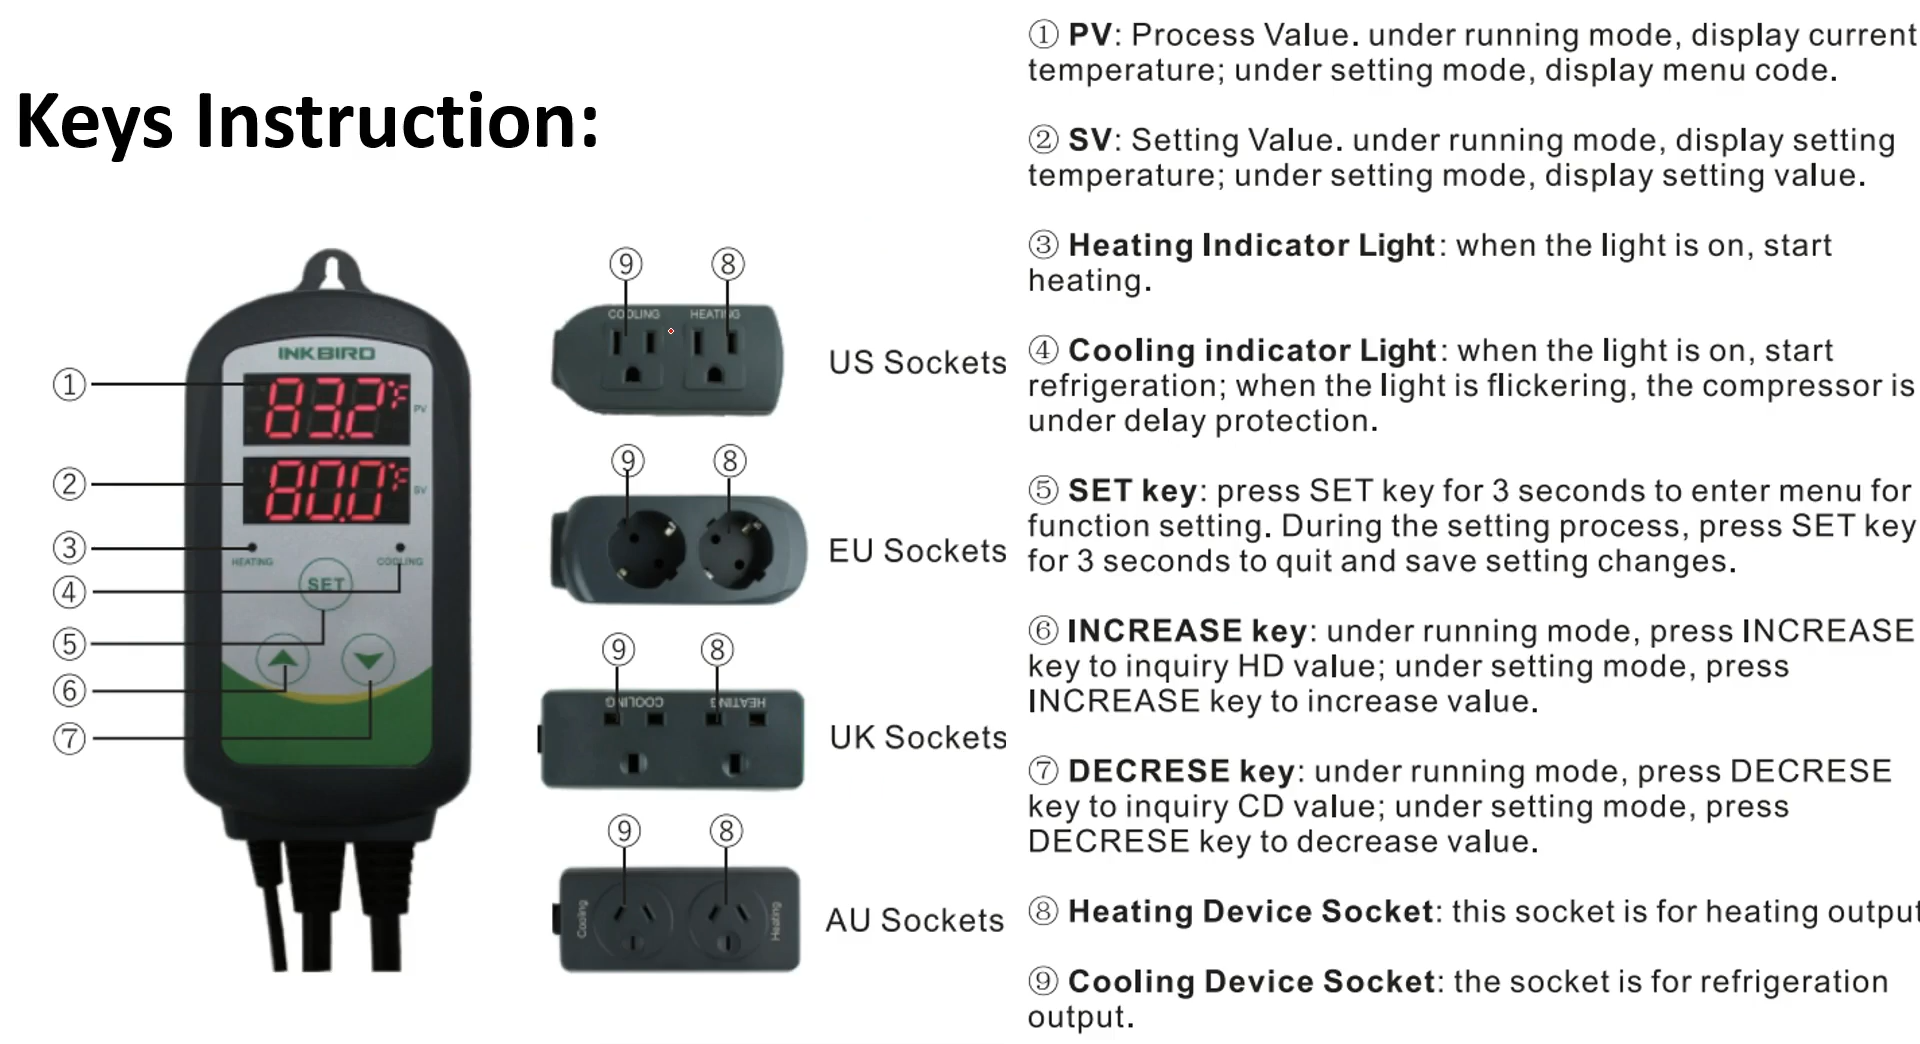 Keys Instruction:
INKBIRD
83.2°F
PV
80.0°F
SV
HEATING
COOLING
SET
①
②
③
④
⑤
⑥
⑦
⑨ ⑧
COOLING HEATING
US Sockets
⑨ ⑧
EU Sockets
⑨ ⑧
COOLING HEATING
UK Sockets
⑨ ⑧
Cooling Heating
AU Sockets
① PV: Process Value. under running mode, display current
temperature; under setting mode, display menu code.
② SV: Setting Value. under running mode, display setting
temperature; under setting mode, display setting value.
③ Heating Indicator Light: when the light is on, start
heating.
④ Cooling indicator Light: when the light is on, start
refrigeration; when the light is flickering, the compressor is
under delay protection.
⑤ SET key: press SET key for 3 seconds to enter menu for
function setting. During the setting process, press SET key
for 3 seconds to quit and save setting changes.
⑥ INCREASE key: under running mode, press INCREASE
key to inquiry HD value; under setting mode, press
INCREASE key to increase value.
⑦ DECRESE key: under running mode, press DECRESE
key to inquiry CD value; under setting mode, press
DECRESE key to decrease value.
⑧ Heating Device Socket: this socket is for heating output
⑨ Cooling Device Socket: the socket is for refrigeration
output.